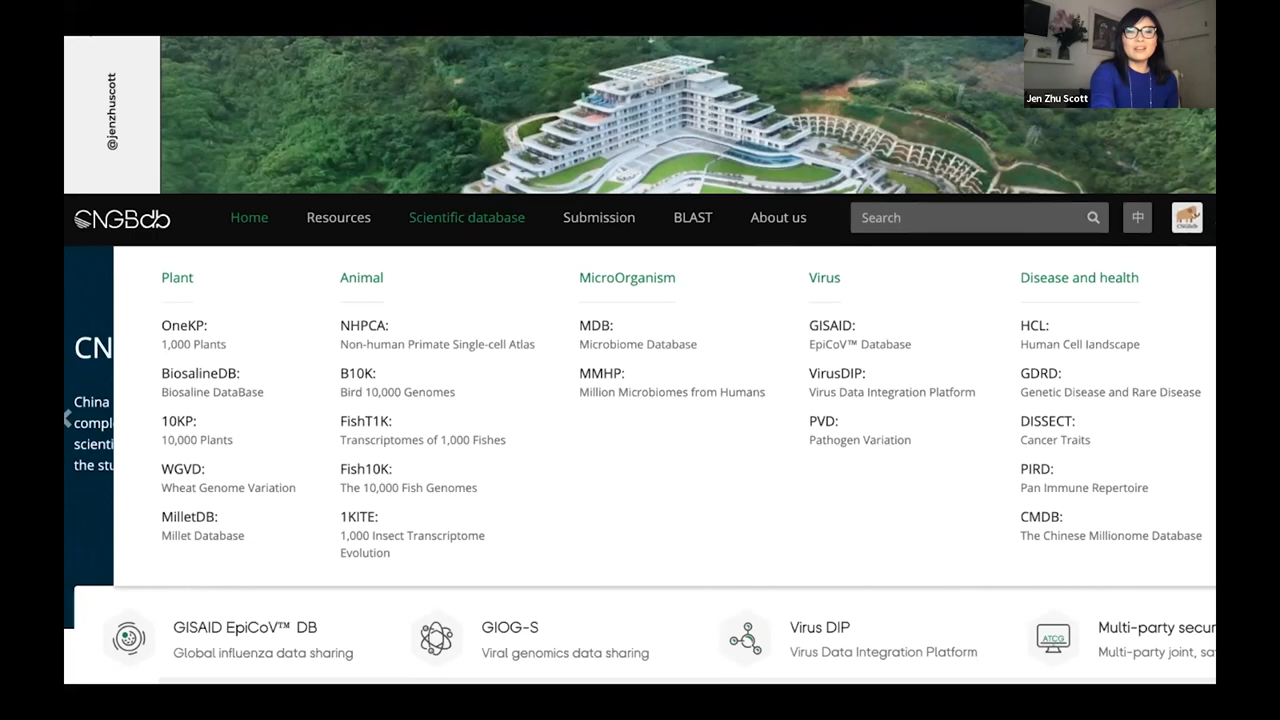 @jenzhuscott
Jen Zhu Scott
CNGBdb
Home Resources Scientific database Submission BLAST About us Search 中
CNGBdb
Plant
OneKP:
1,000 Plants
BiosalineDB:
Biosaline DataBase
10KP:
10,000 Plants
WGVD:
Wheat Genome Variation
MilletDB:
Millet Database
Animal
NHPCA:
Non-human Primate Single-cell Atlas
B10K:
Bird 10,000 Genomes
FishT1K:
Transcriptomes of 1,000 Fishes
Fish10K:
The 10,000 Fish Genomes
1KITE:
1,000 Insect Transcriptome
Evolution
MicroOrganism
MDB:
Microbiome Database
MMHP:
Million Microbiomes from Humans
Virus
GISAID:
EpiCoV™ Database
VirusDIP:
Virus Data Integration Platform
PVD:
Pathogen Variation
Disease and health
HCL:
Human Cell landscape
GDRD:
Genetic Disease and Rare Disease
DISSECT:
Cancer Traits
PIRD:
Pan Immune Repertoire
CMDB:
The Chinese Millionome Database
CN
China
compl
scienti
the stu
GISAID EpiCoV™ DB
Global influenza data sharing
GIOG-S
Viral genomics data sharing
Virus DIP
Virus Data Integration Platform
ATCG
Multi-party secur
Multi-party joint, sa